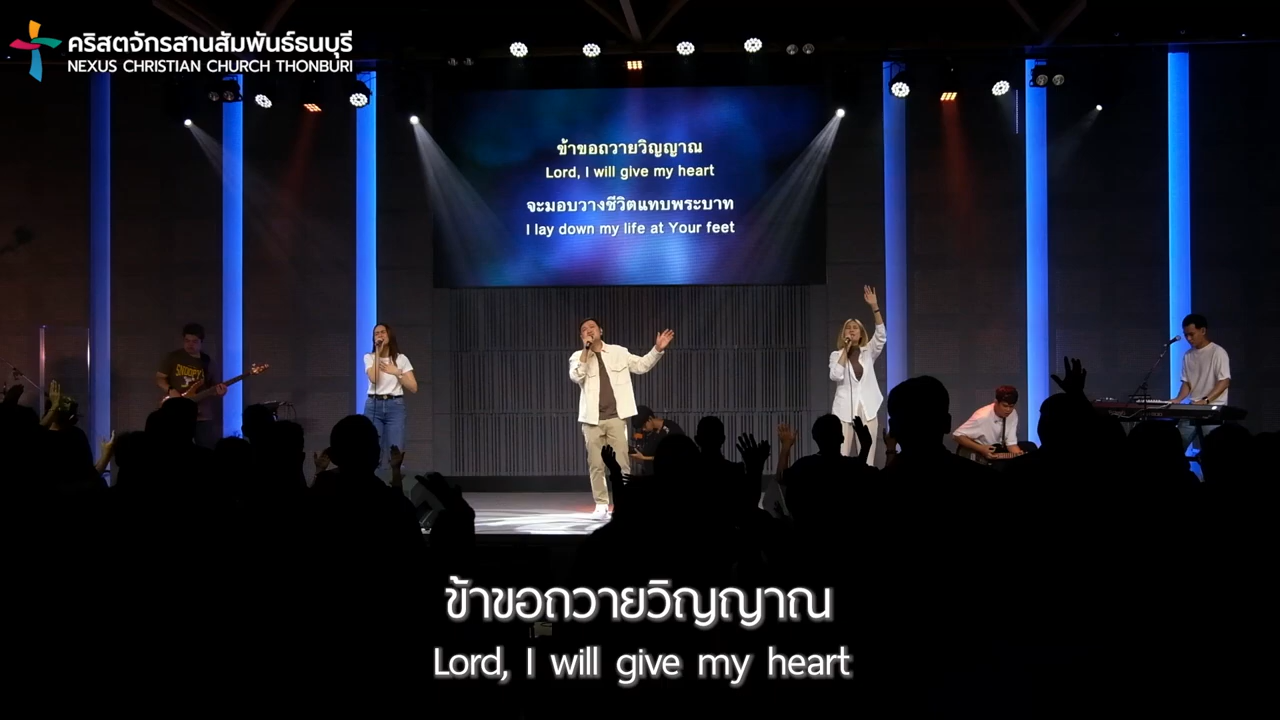 คริสตจักรสานสัมพันธ์ธนบุรี
NEXUS CHRISTIAN CHURCH THONBURI
ข้าขอถวายวิญญาณ
Lord, I will give my heart
จะมอบวางชีวิตแทบพระบาท
I lay down my life at Your feet
SNOOPY
ข้าขอถวายวิญญาณ
Lord, I will give my heart